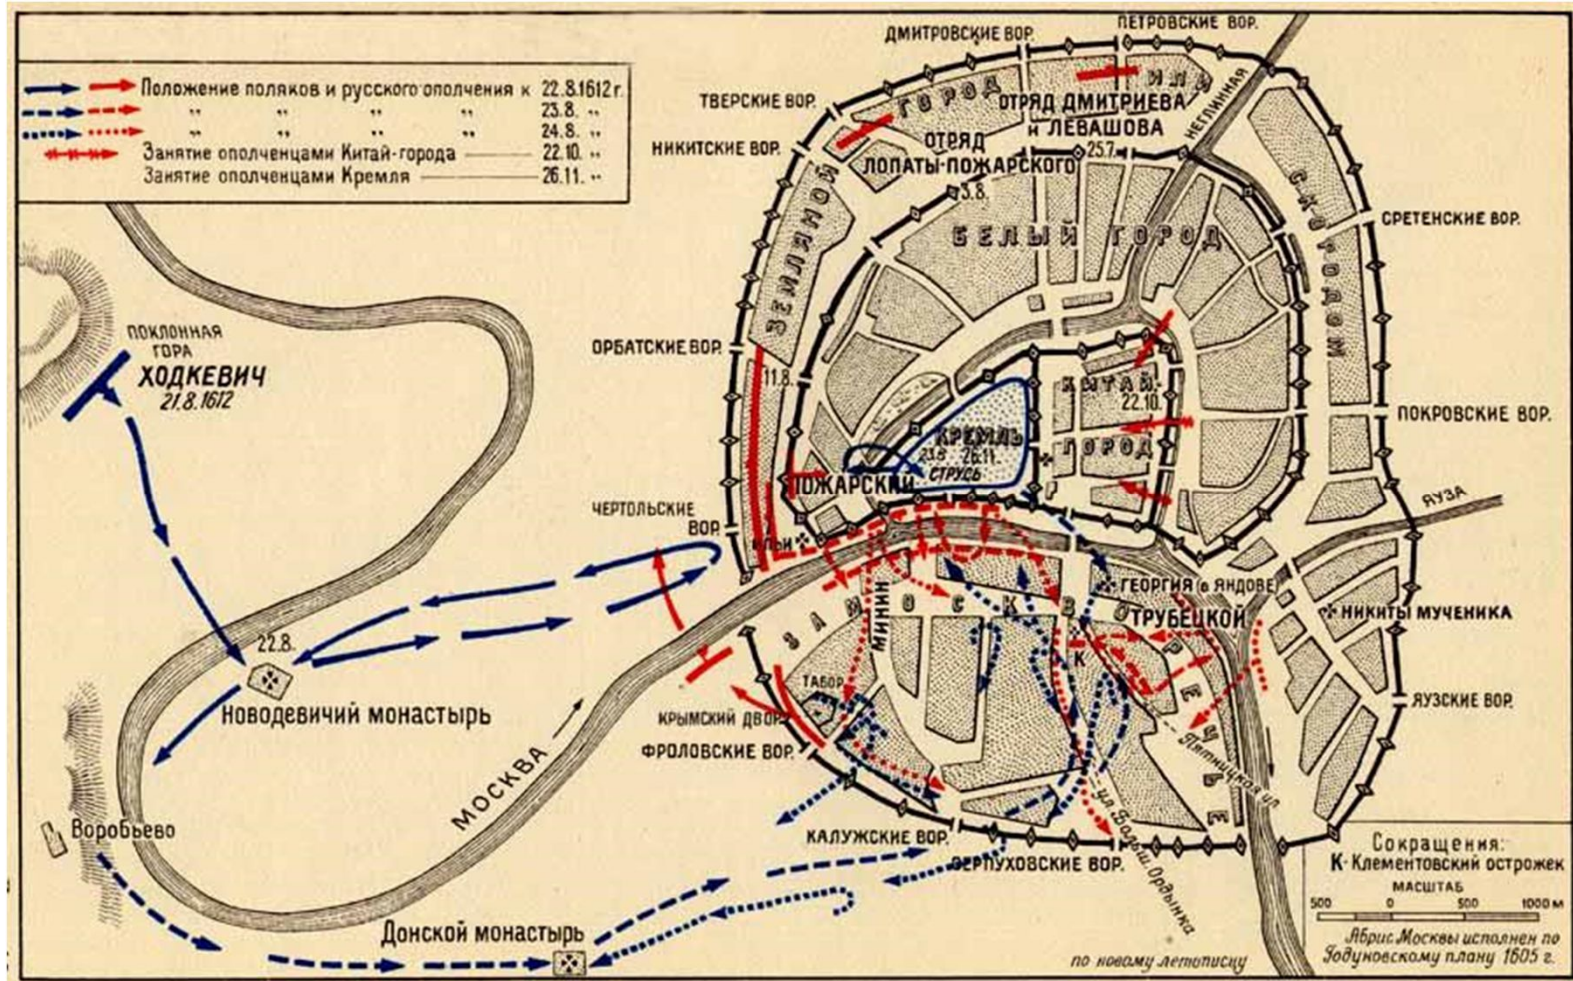 Положение поляков и русского ополчения к 22.8.1612 г.
„ „ „ „ 23.8. „
„ „ „ „ 24.8. „
Занятие ополченцами Китай-города 22.10. „
Занятие ополченцами Кремля 26.11. „
ДМИТРОВСКИЕ ВОР.
ПЕТРОВСКИЕ ВОР.
ТВЕРСКИЕ ВОР.
НИКИТСКИЕ ВОР.
НЕГЛИННАЯ
ЗЕМЛЯНОЙ
ГОРОД
ИЛИ
СКОРОДОМ
ОТРЯД ДМИТРИЕВА
и ЛЕВАШОВА
25.7.
ОТРЯД
ЛОПАТЫ-ПОЖАРСКОГО
3.8.
БЕЛЫЙ ГОРОД
СРЕТЕНСКИЕ ВОР.
ПОКЛОННАЯ
ГОРА
ХОДКЕВИЧ
21.8.1612
ОРБАТСКИЕ ВОР.
11.8.
КИТАЙ-
22.10.
ГОРОД
ПОКРОВСКИЕ ВОР.
КРЕМЛЬ
23.8 26.11.
СТРУСЬ
ПОЖАРСКИЙ
ЧЕРТОЛЬСКИЕ
ВОР.
ИЛЬИ
ЯУЗА
ГЕОРГИЯ (в ЯНДОВЕ)
ТРУБЕЦКОЙ
НИКИТЫ МУЧЕНИКА
ЗАМОСКВОРЕЧЬЕ
МИНИН
К
22.8.
Новодевичий монастырь
ТАБОР
КРЫМСКИЙ ДВОР
ФРОЛОВСКИЕ ВОР.
ЯУЗСКИЕ ВОР.
МОСКВА
Пятницкая ул.
ул. Больш. Ордынка
Воробьево
КАЛУЖСКИЕ ВОР.
СЕРПУХОВСКИЕ ВОР.
Донской монастырь
по новому летописцу
Сокращения:
К-Клементовский острожек
МАСШТАБ
500 0 500 1000 м
Абрис Москвы исполнен по
Годуновскому плану 1605 г.